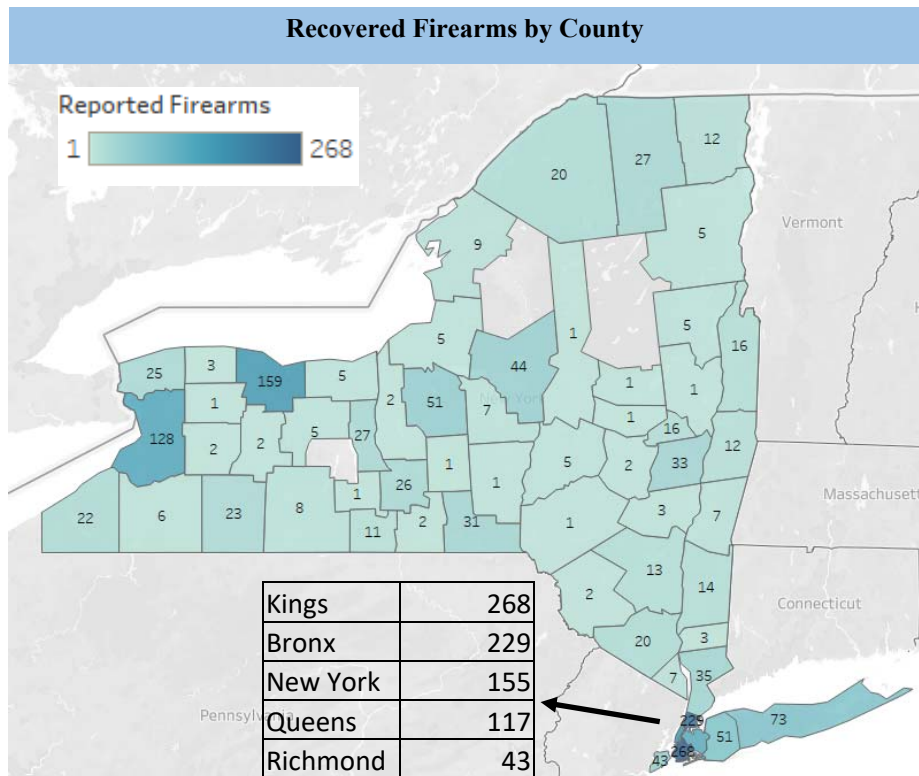 Recovered Firearms by County
Reported Firearms
1 268
12
20 27
Vermont
5
9
5 5
1
16
44
3
25 159 5
1
1
New York
1 2 51 7
1
16
5 27
128 2 2
5 2 33 12
1
26 1
Massachusett
1
22 6 23 8
3 7
11 2 31
1
13
14
2
Connecticut
20 3
7 35
Kings 268
Bronx 229
New York 155
Queens 117
Richmond 43
Pennsylvania
229 73
51
268
43